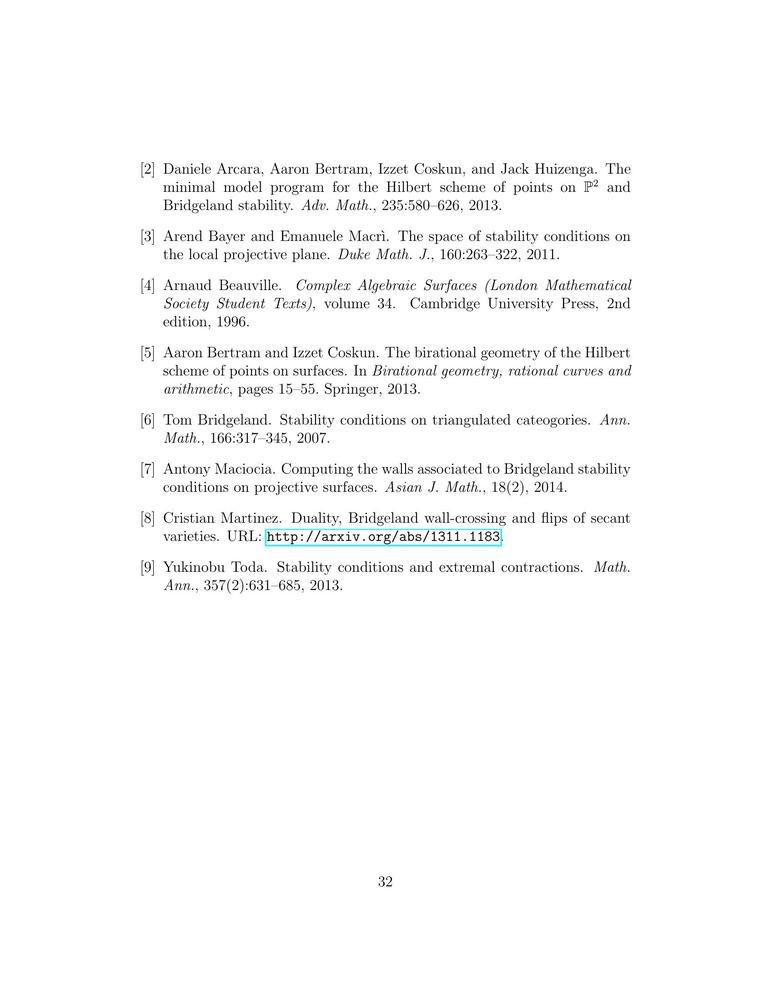 [2] Daniele Arcara, Aaron Bertram, Izzet Coskun, and Jack Huizenga. The
minimal model program for the Hilbert scheme of points on ℙ² and
Bridgeland stability. Adv. Math., 235:580–626, 2013.
[3] Arend Bayer and Emanuele Macrì. The space of stability conditions on
the local projective plane. Duke Math. J., 160:263–322, 2011.
[4] Arnaud Beauville. Complex Algebraic Surfaces (London Mathematical
Society Student Texts), volume 34. Cambridge University Press, 2nd
edition, 1996.
[5] Aaron Bertram and Izzet Coskun. The birational geometry of the Hilbert
scheme of points on surfaces. In Birational geometry, rational curves and
arithmetic, pages 15–55. Springer, 2013.
[6] Tom Bridgeland. Stability conditions on triangulated cateogories. Ann.
Math., 166:317–345, 2007.
[7] Antony Maciocia. Computing the walls associated to Bridgeland stability
conditions on projective surfaces. Asian J. Math., 18(2), 2014.
[8] Cristian Martinez. Duality, Bridgeland wall-crossing and flips of secant
varieties. URL: http://arxiv.org/abs/1311.1183.
[9] Yukinobu Toda. Stability conditions and extremal contractions. Math.
Ann., 357(2):631–685, 2013.
32